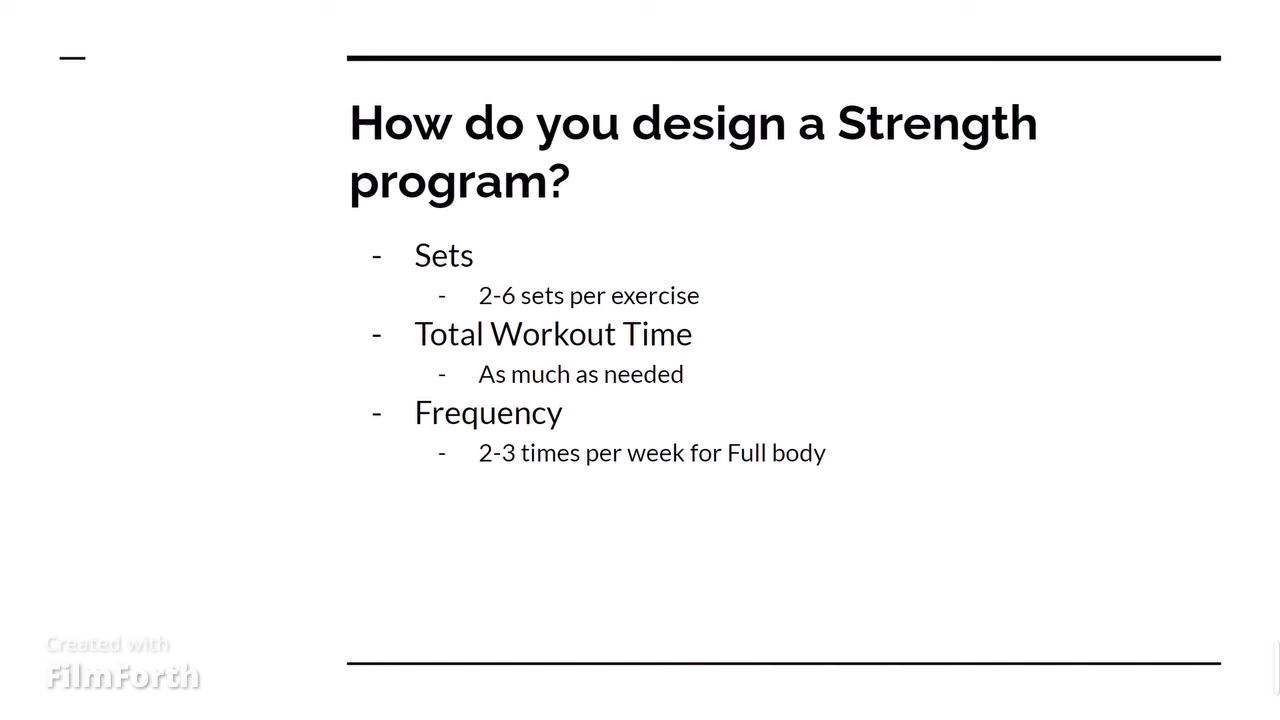 How do you design a Strength
program?
- Sets
- 2-6 sets per exercise
- Total Workout Time
- As much as needed
- Frequency
- 2-3 times per week for Full body
Created with
FilmForth